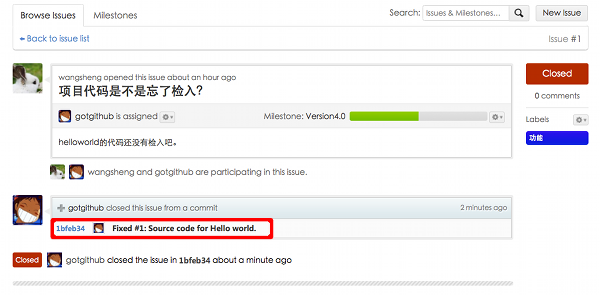 Browse Issues Milestones Search: Issues & Milestones... New Issue
Back to issue list Issue #1
wangsheng opened this issue about an hour ago Closed
项目代码是不是忘了检入?
0 comments
gotgithub is assigned Milestone: Version4.0 Labels
功能
helloworld的代码还没有检入吧。
wangsheng and gotgithub are participating in this issue.
gotgithub closed this issue from a commit 2 minutes ago
1bfeb34 Fixed #1: Source code for Hello world.
Closed gotgithub closed the issue in 1bfeb34 about a minute ago